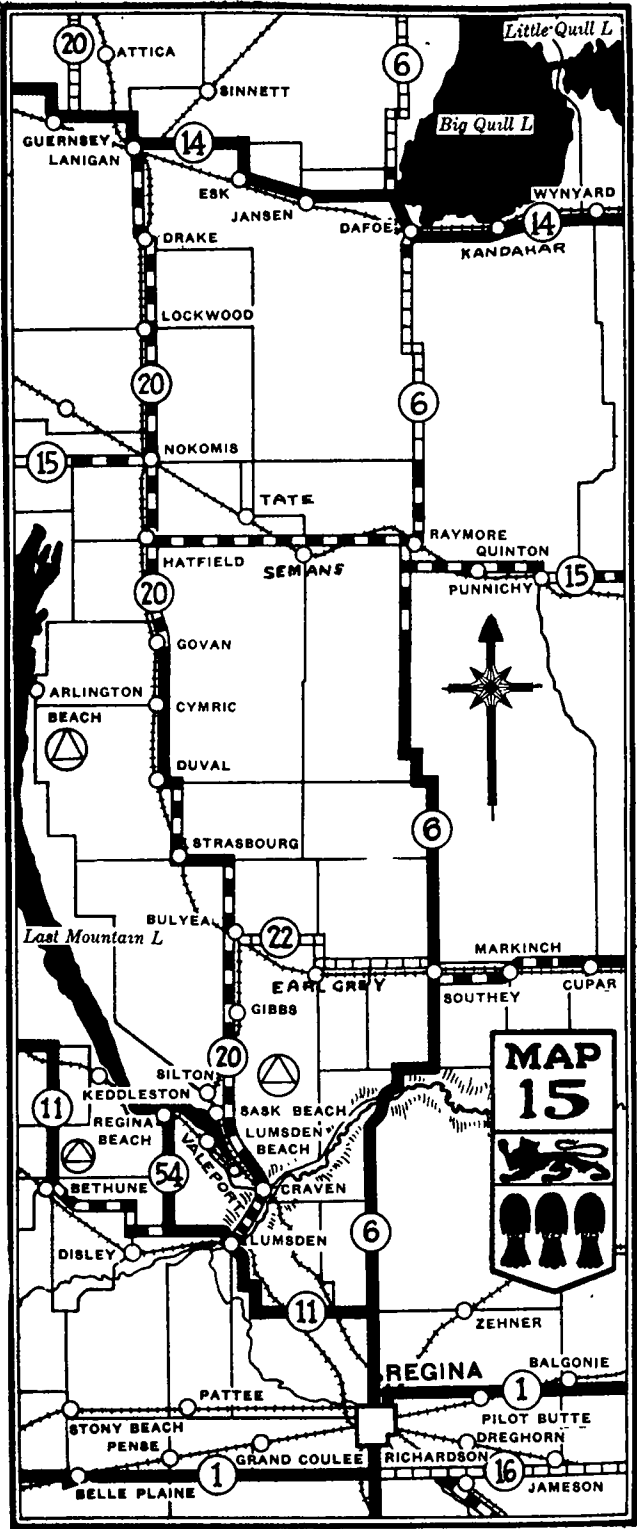 Little Quill L
20
ATTICA
6
SINNETT
Big Quill L
GUERNSEY
LANIGAN
14
ESK
JANSEN
WYNYARD
DAFOE
14
KANDAHAR
DRAKE
LOCKWOOD
20
6
NOKOMIS
15
TATE
HATFIELD
SEMANS
RAYMORE
QUINTON
PUNNICHY
15
20
GOVAN
ARLINGTON
BEACH
CYMRIC
DUVAL
STRASBOURG
6
BULYEA
22
Last Mountain L
EARL GREY
MARKINCH
SOUTHEY
CUPAR
GIBBS
20
SILTON
KEDDLESTON
11
REGINA
BEACH
SASK BEACH
LUMSDEN
BEACH
VALEPORT
54
BETHUNE
CRAVEN
MAP
15
DISLEY
LUMSDEN
6
11
ZEHNER
REGINA
BALGONIE
1
PATTEE
STONY BEACH
PILOT BUTTE
PENSE
DREGHORN
GRAND COULEE
RICHARDSON
16
1
BELLE PLAINE
JAMESON